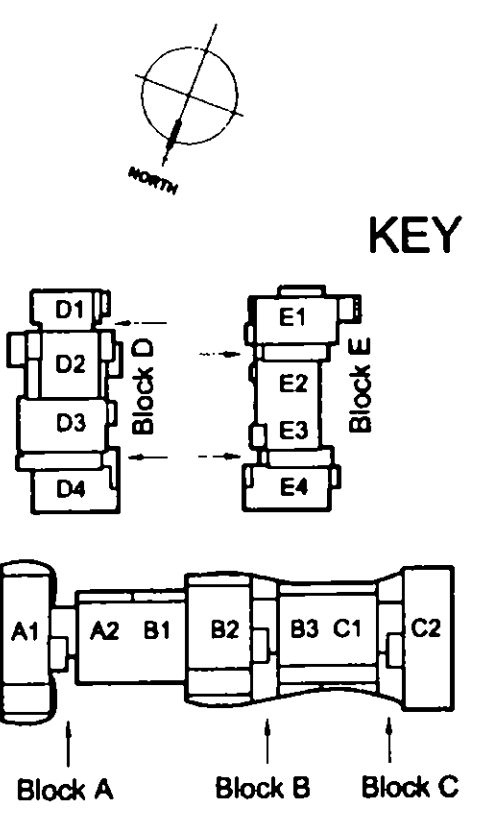 NORTH
KEY
D1
D2
D3
D4
Block D
E1
E2
E3
E4
Block E
A1 A2 B1 B2 B3 C1 C2
Block A Block B Block C